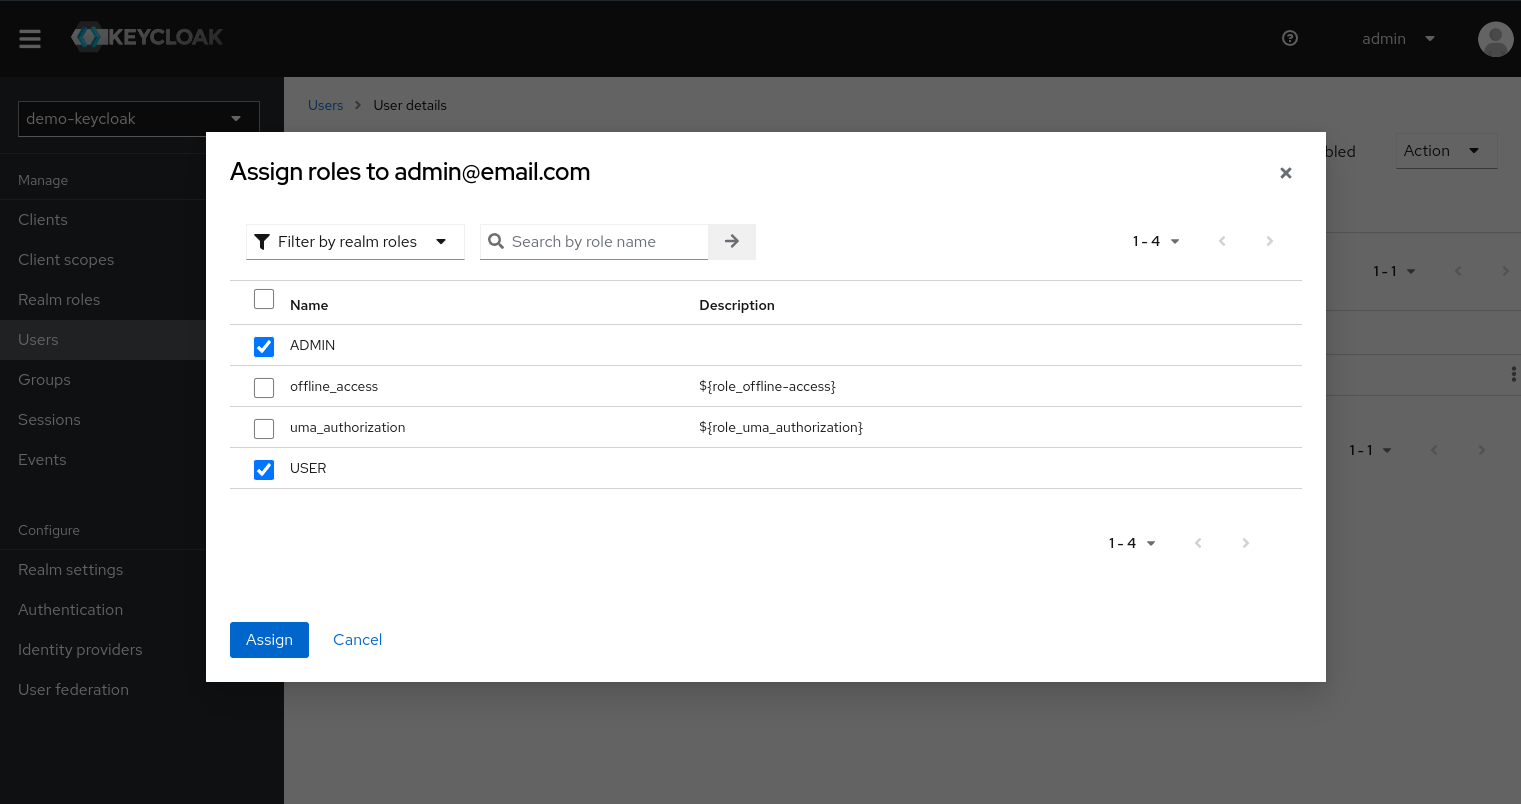 KEYCLOAK
admin
demo-keycloak
Users
User details
Manage
Clients
Client scopes
Realm roles
Users
Groups
Sessions
Events
Configure
Realm settings
Authentication
Identity providers
User federation
Action
1 - 1
1 - 1
Assign roles to admin@email.com
Filter by realm roles
Search by role name
1 - 4
Name Description
ADMIN
offline_access ${role_offline-access}
uma_authorization ${role_uma_authorization}
USER
1 - 4
Assign Cancel